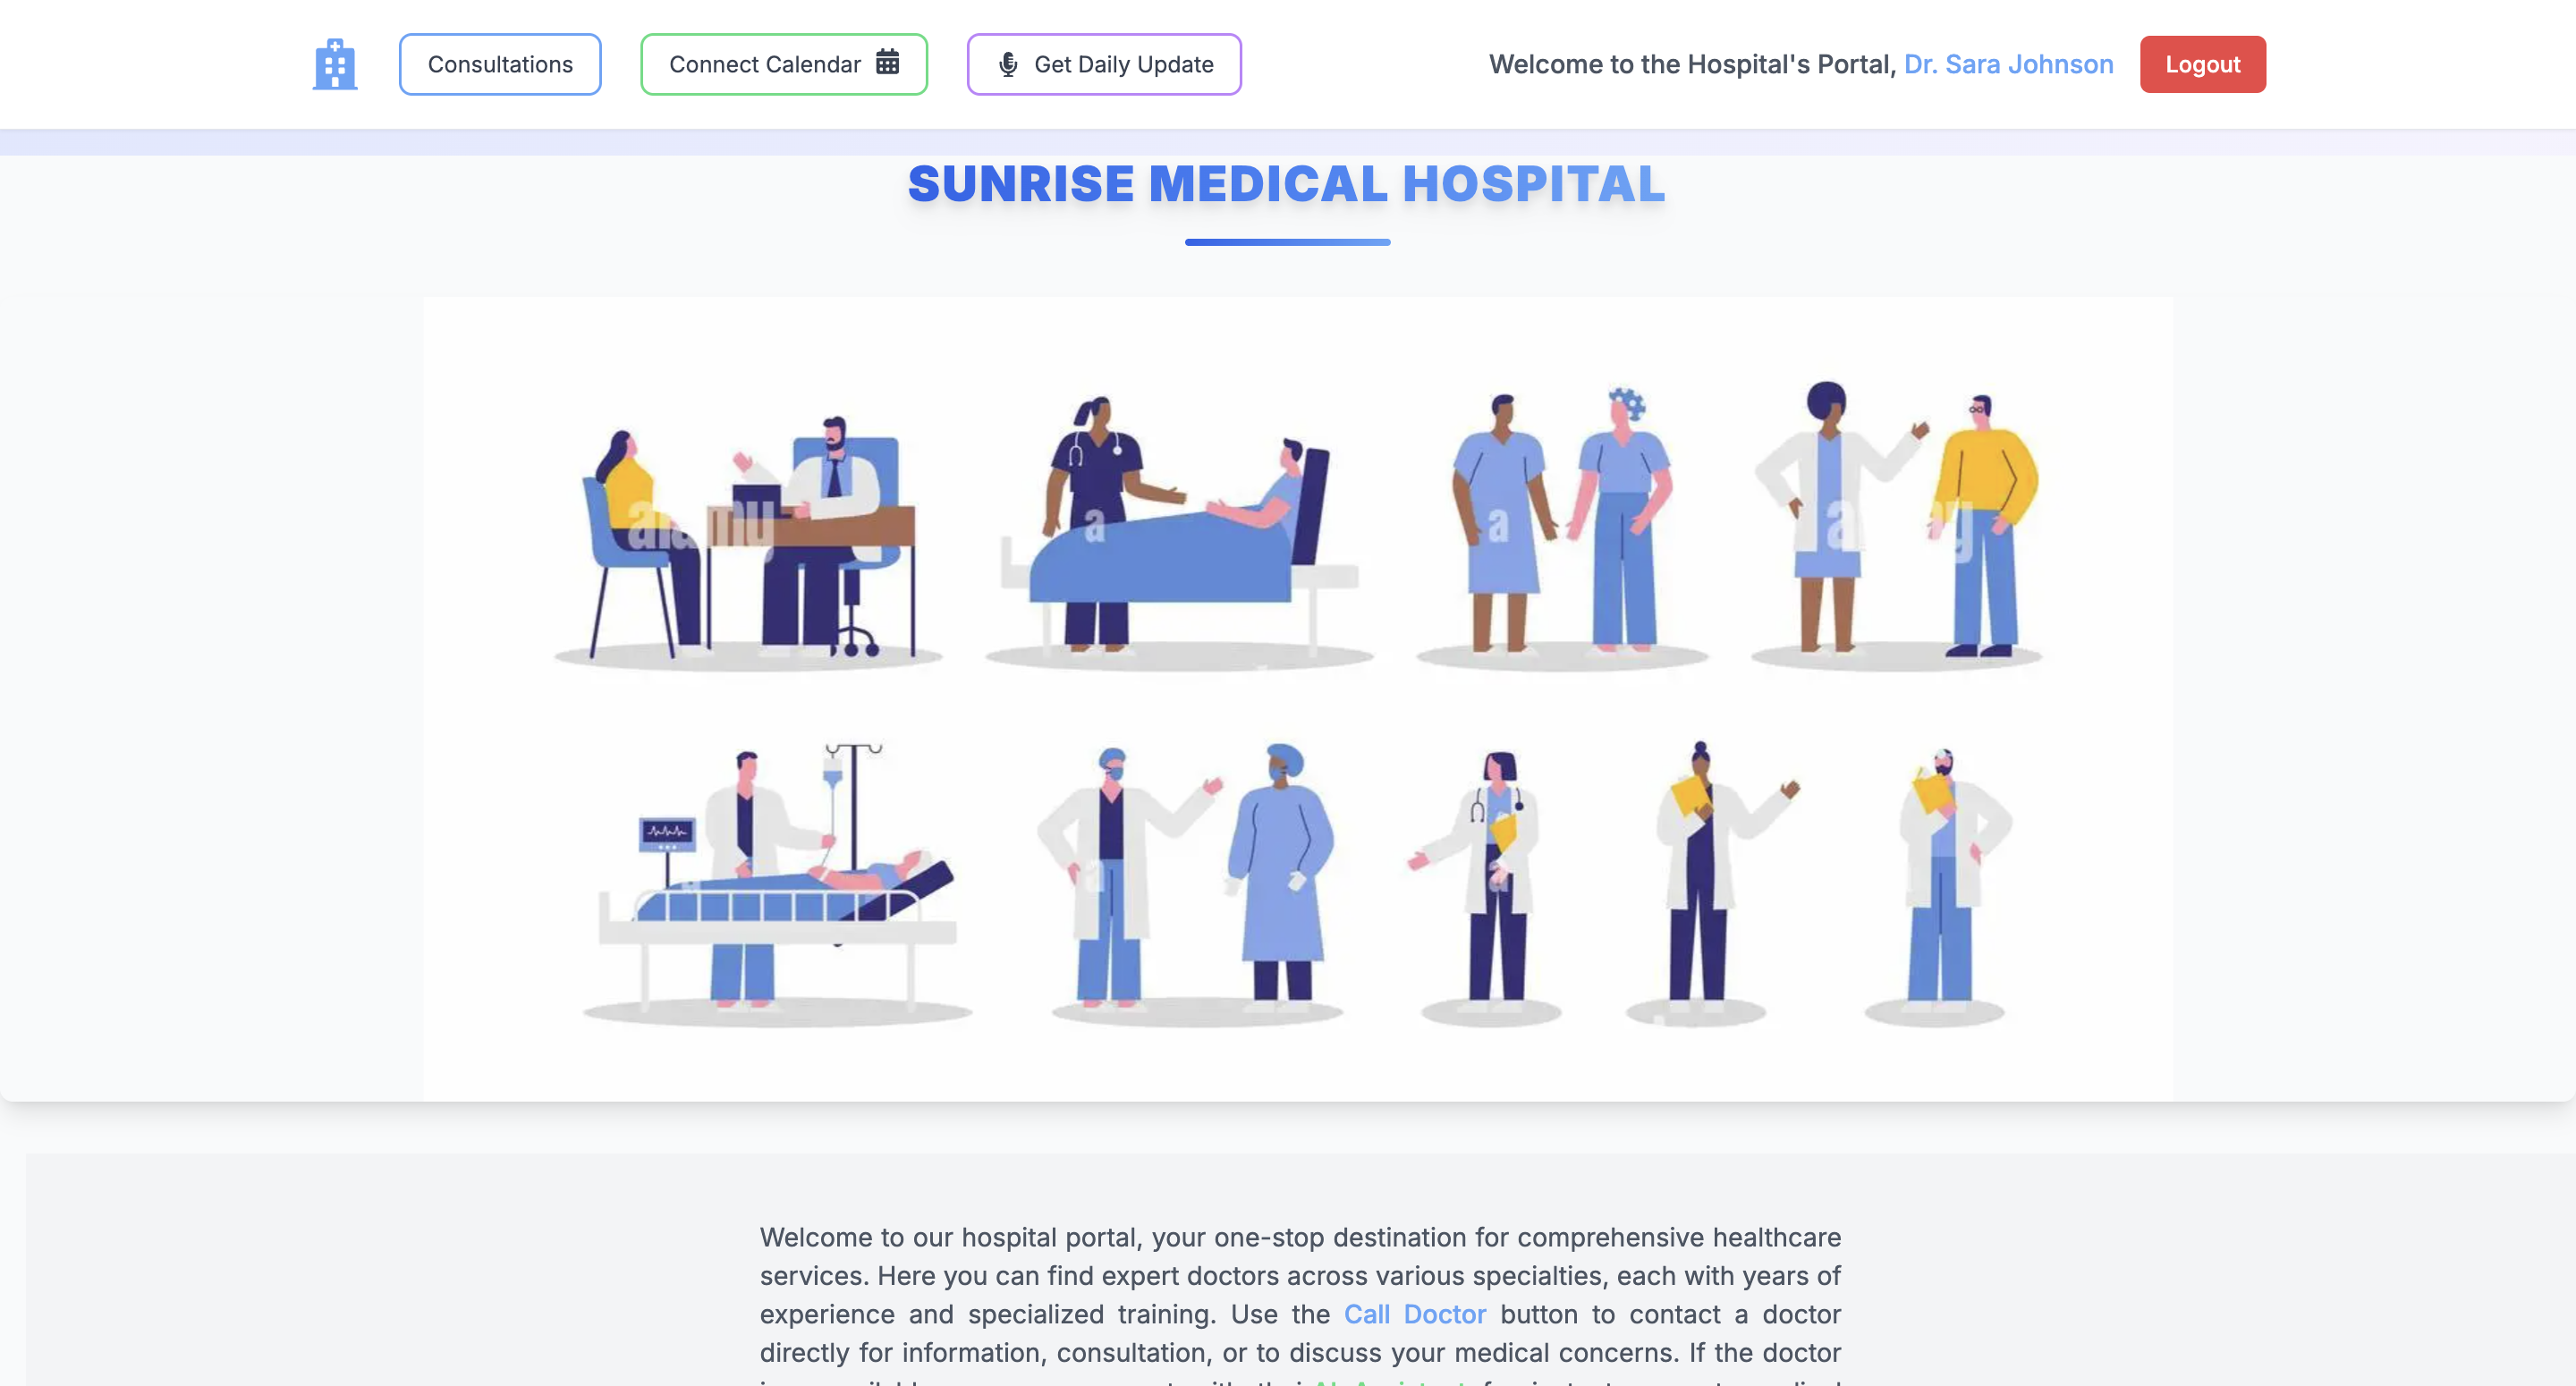 Consultations
Connect Calendar
Get Daily Update
Welcome to the Hospital's Portal, Dr. Sara Johnson
Logout
SUNRISE MEDICAL HOSPITAL
alamy
a
a
a
a
a
Welcome to our hospital portal, your one-stop destination for comprehensive healthcare
services. Here you can find expert doctors across various specialties, each with years of
experience and specialized training. Use the Call Doctor button to contact a doctor
directly for information, consultation, or to discuss your medical concerns. If the doctor